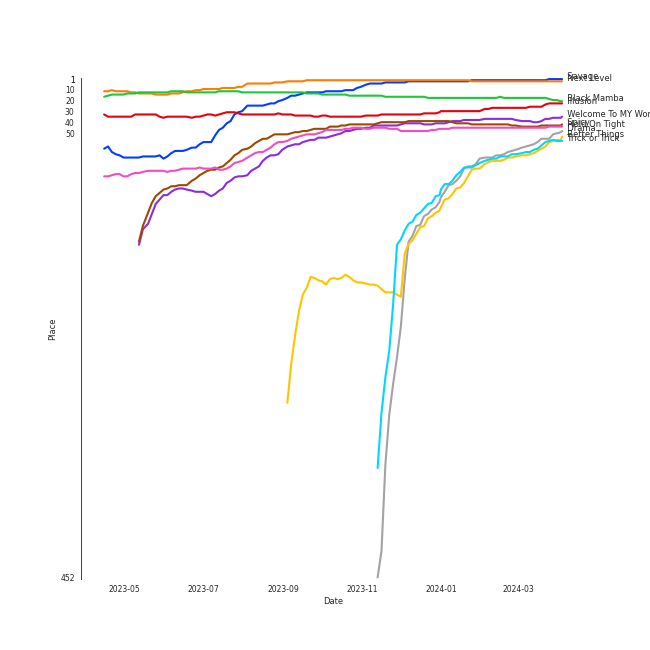 1
10
20
30
40
50
452
Place
2023-05
2023-07
2023-09
2023-11
2024-01
2024-03
Date
Savage
Next Level
Black Mamba
Illusion
Welcome To MY Wor
Spicy
Hold On Tight
Drama
Better Things
Trick or Trick